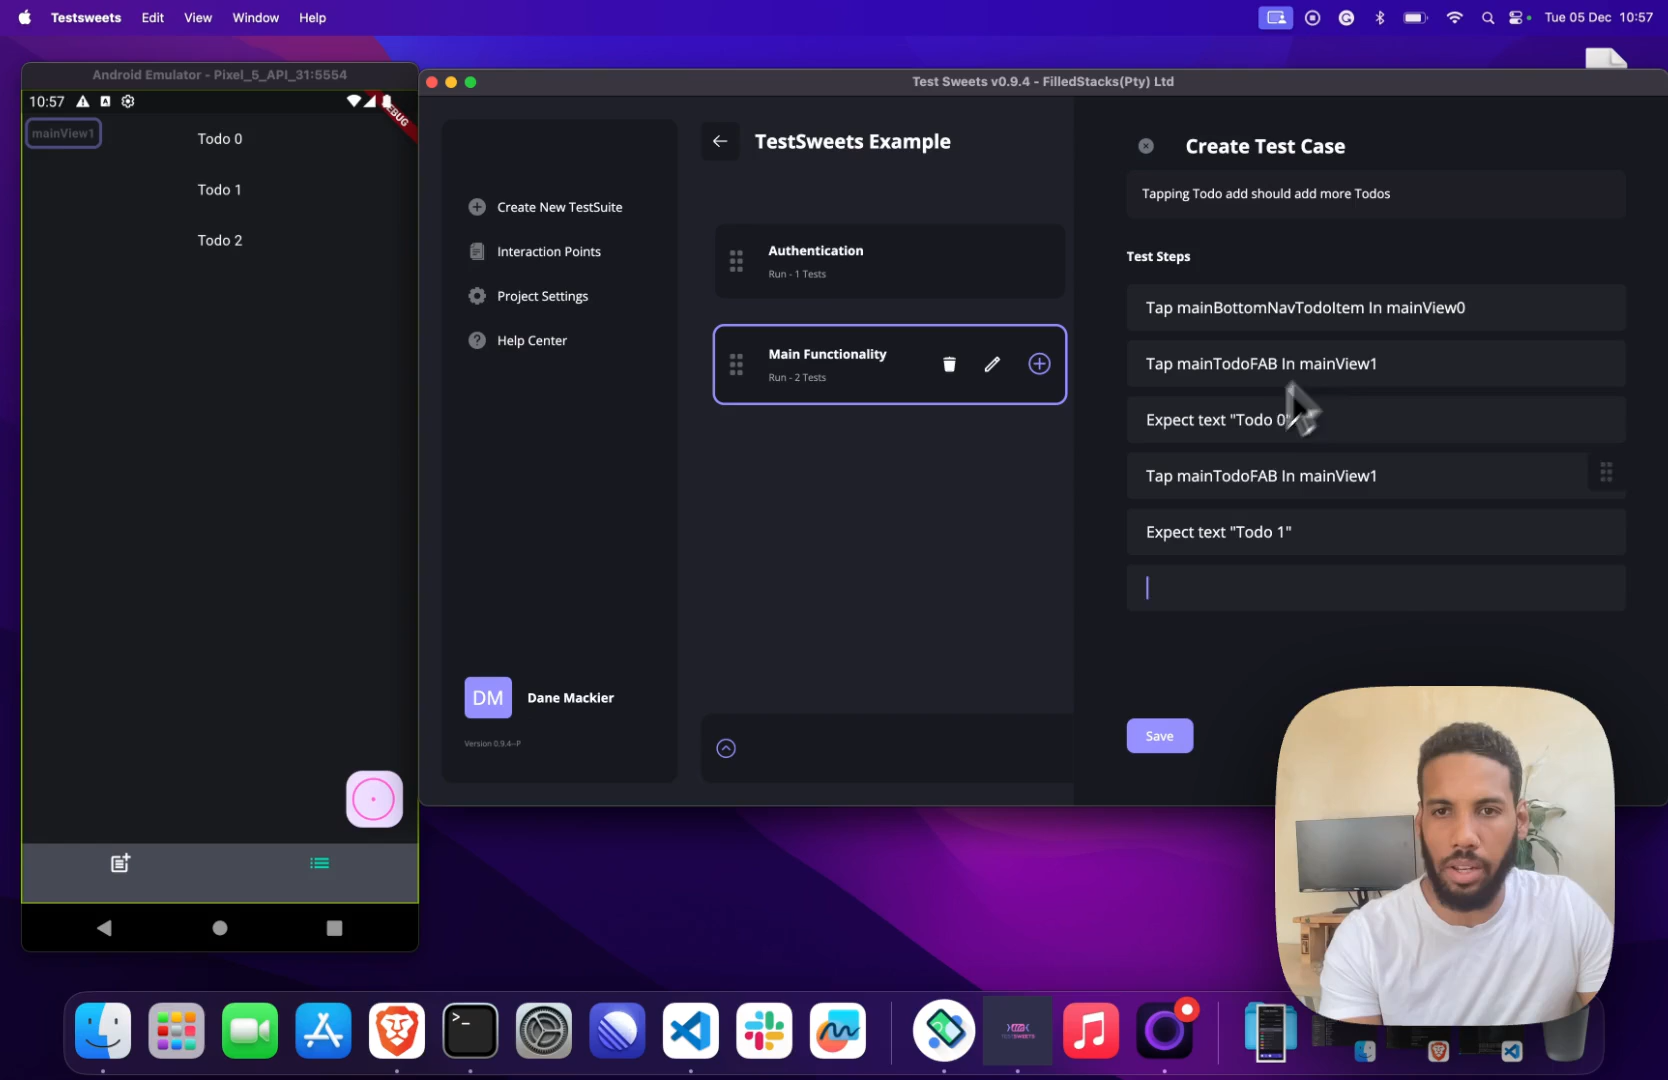 Testsweets Edit View Window Help
Tue 05 Dec 10:57
Android Emulator - Pixel_5_API_31:5554
Test Sweets v0.9.4 - FilledStacks(Pty) Ltd
10:57
mainView1
Todo 0
Todo 1
Todo 2
Create New TestSuite
Interaction Points
Project Settings
Help Center
DM
Dane Mackier
Version 0.9.4--P
TestSweets Example
Authentication
Run - 1 Tests
Main Functionality
Run - 2 Tests
Create Test Case
Tapping Todo add should add more Todos
Test Steps
Tap mainBottomNavTodoItem In mainView0
Tap mainTodoFAB In mainView1
Expect text "Todo 0"
Tap mainTodoFAB In mainView1
Expect text "Todo 1"
Save